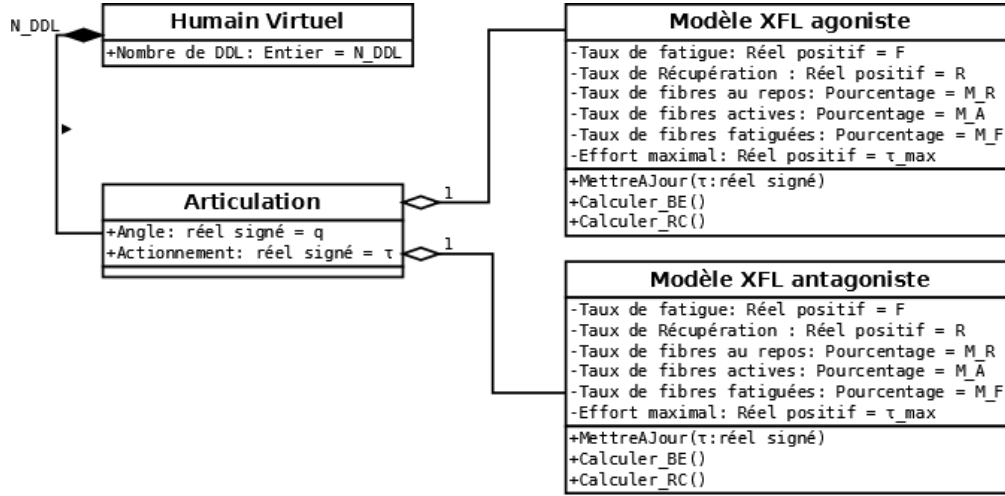 N_DDL
Humain Virtuel
+Nombre de DDL: Entier = N_DDL
Articulation
+Angle: réel signé = q
+Actionnement: réel signé = τ
1
1
Modèle XFL agoniste
-Taux de fatigue: Réel positif = F
-Taux de Récupération : Réel positif = R
-Taux de fibres au repos: Pourcentage = M_R
-Taux de fibres actives: Pourcentage = M_A
-Taux de fibres fatiguées: Pourcentage = M_F
-Effort maximal: Réel positif = τ_max
+MettreAJour(τ:réel signé)
+Calculer_BE()
+Calculer_RC()
Modèle XFL antagoniste
-Taux de fatigue: Réel positif = F
-Taux de Récupération : Réel positif = R
-Taux de fibres au repos: Pourcentage = M_R
-Taux de fibres actives: Pourcentage = M_A
-Taux de fibres fatiguées: Pourcentage = M_F
-Effort maximal: Réel positif = τ_max
+MettreAJour(τ:réel signé)
+Calculer_BE()
+Calculer_RC()